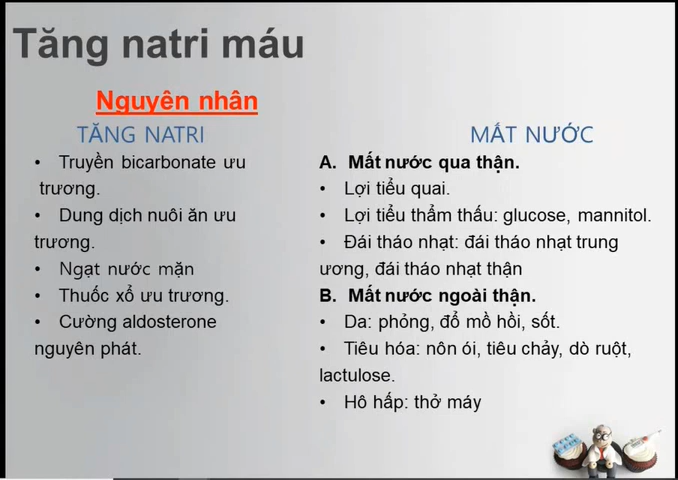 Tăng natri máu
Nguyên nhân
TĂNG NATRI
• Truyền bicarbonate ưu
trương.
• Dung dịch nuôi ăn ưu
trương.
• Ngạt nước mặn
• Thuốc xổ ưu trương.
• Cường aldosterone
nguyên phát.
MẤT NƯỚC
A. Mất nước qua thận.
• Lợi tiểu quai.
• Lợi tiểu thẩm thấu: glucose, mannitol.
• Đái tháo nhạt: đái tháo nhạt trung
ương, đái tháo nhạt thận
B. Mất nước ngoài thận.
• Da: phỏng, đổ mồ hồi, sốt.
• Tiêu hóa: nôn ói, tiêu chảy, dò ruột,
lactulose.
• Hô hấp: thở máy